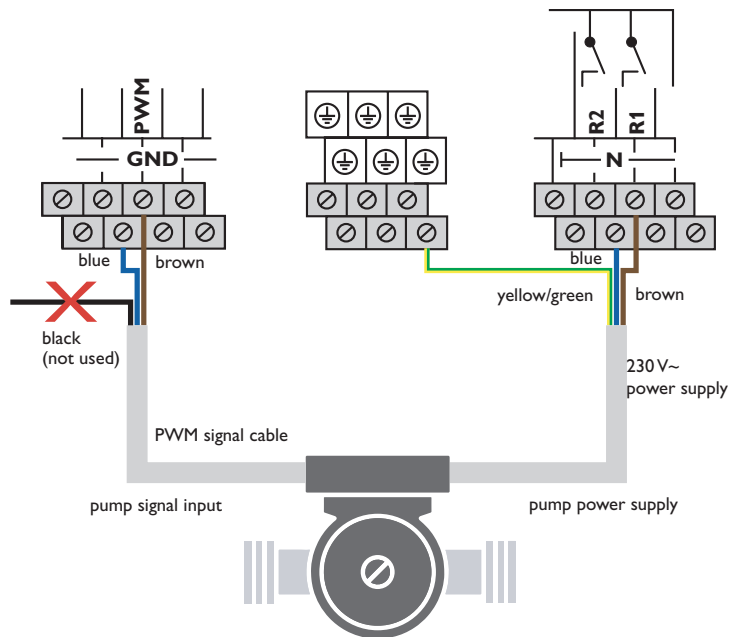 PWM
GND
R2
R1
N
blue
brown
blue
yellow/green
brown
black
(not used)
230 V~
power supply
PWM signal cable
pump signal input
pump power supply